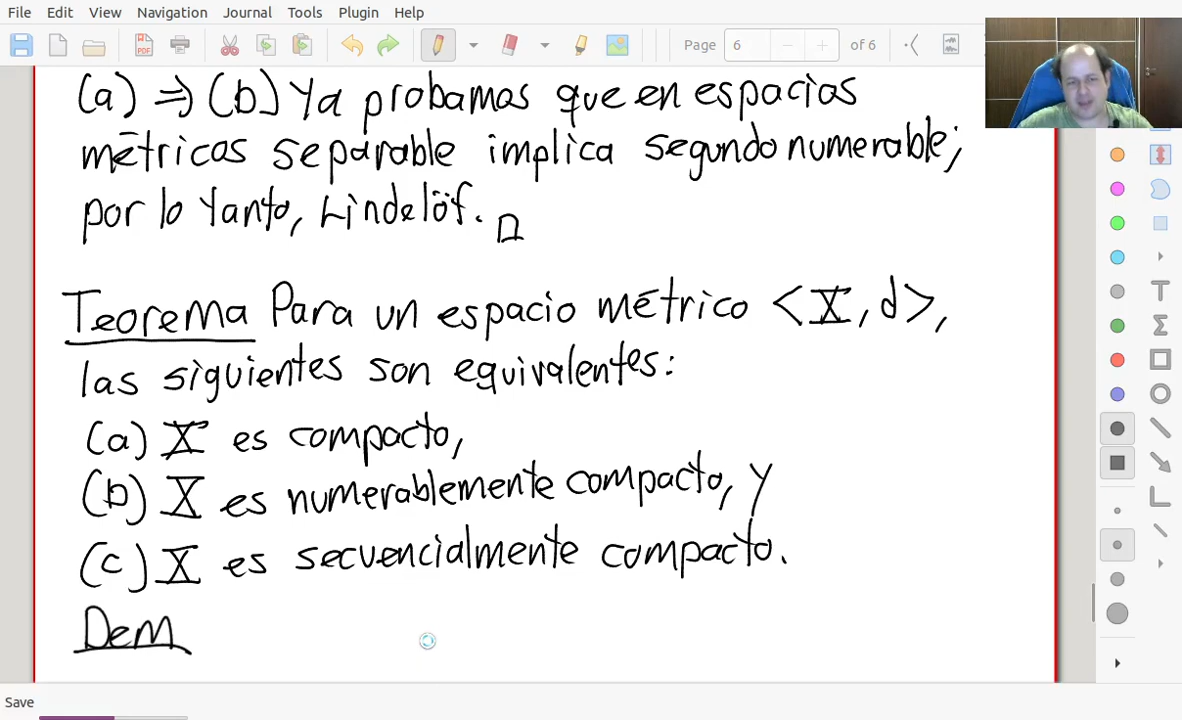 File Edit View Navigation Journal Tools Plugin Help
Page 6 of 6
(a) ⇒ (b) Ya probamos que en espacios
métricos separable implica segundo numerable;
por lo tanto, Lindelöf. □
Teorema Para un espacio métrico <X, d>,
las siguientes son equivalentes:
(a) X es compacto,
(b) X es numerablemente compacto, y
(c) X es secuencialmente compacto.
Dem
Save